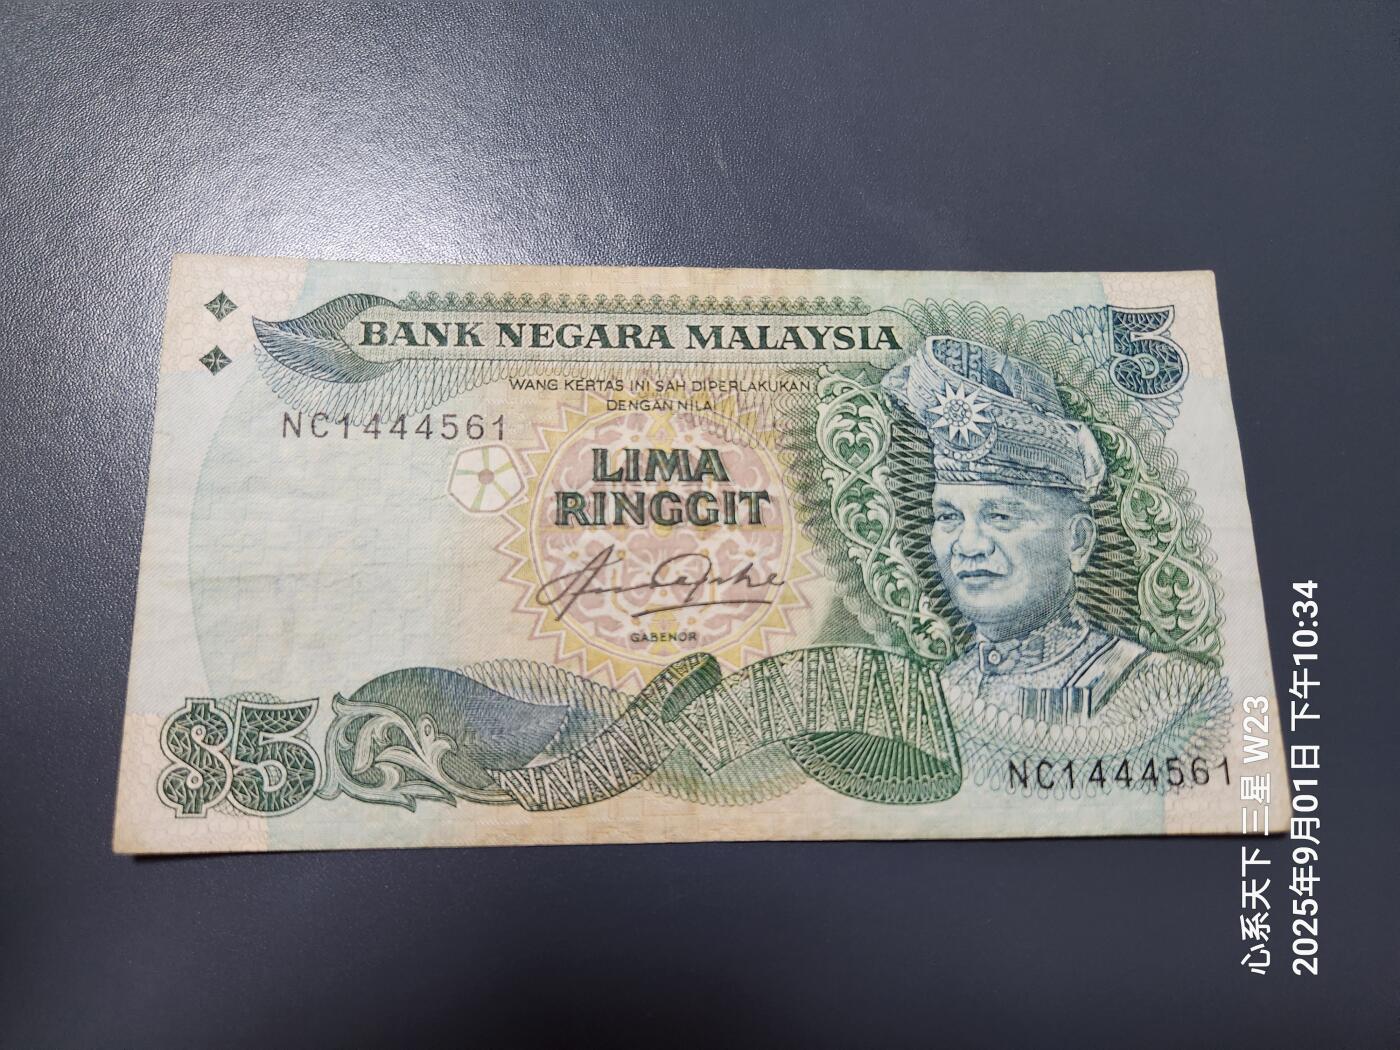 BANK NEGARA MALAYSIA
5
WANG KERTAS INI SAH DIPERLAKUKAN
DENGAN NILAI
NC1444561
LIMA
RINGGIT
GABENOR
$5
NC1444561
心系天下 三星 W23
2025年9月01日 下午10:34